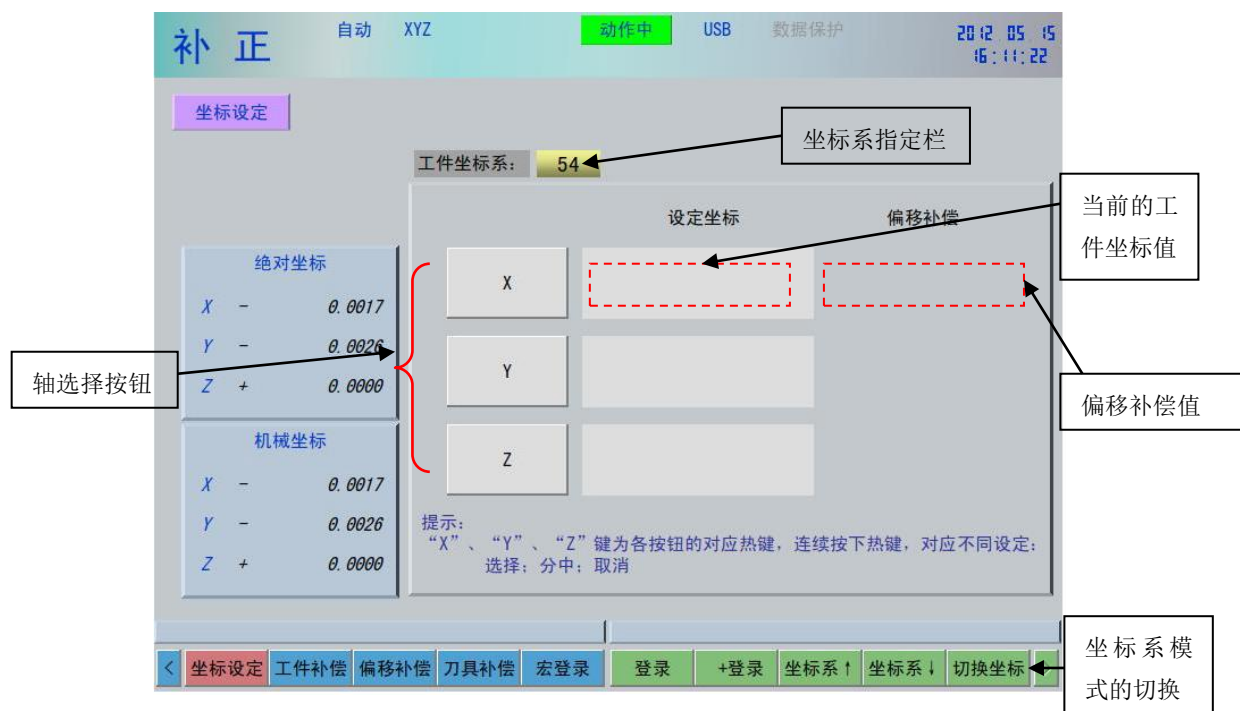 补 正 自动 XYZ 动作中 USB 数据保护 2012 05 15
16:11:22
坐标设定
坐标系指定栏
工件坐标系: 54
当前的工
件坐标值
设定坐标 偏移补偿
绝对坐标
X - 0.0017
Y - 0.0026
Z + 0.0000
X
Y
Z
轴选择按钮
偏移补偿值
机械坐标
X - 0.0017
Y - 0.0026
Z + 0.0000
提示:
“X”、“Y”、“Z”键为各按钮的对应热键,连续按下热键,对应不同设定;
选择;分中;取消
< 坐标设定 工件补偿 偏移补偿 刀具补偿 宏登录 登录 +登录 坐标系↑ 坐标系↓ 切换坐标
坐标系模
式的切换